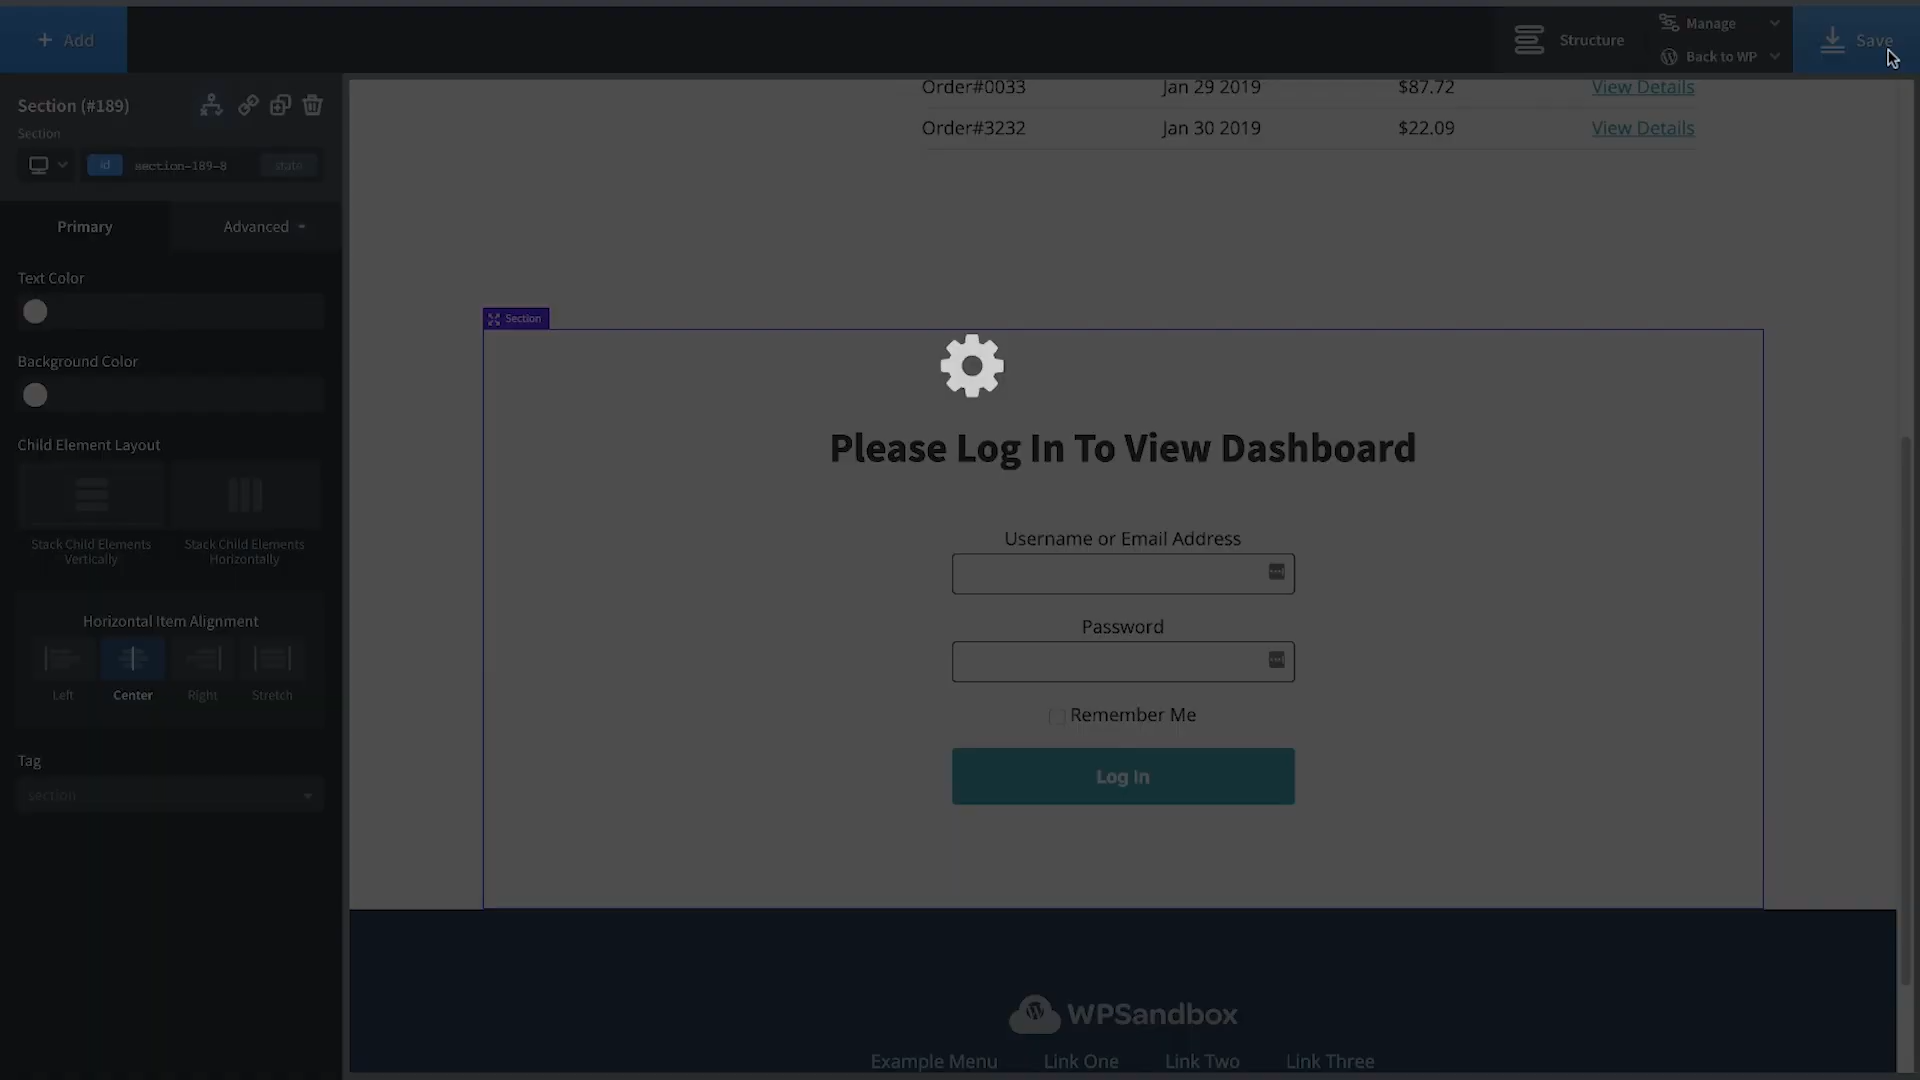 + Add
Structure
Manage
Back to WP
Save
Section (#189)
Section
id section-189-8 state
Primary
Advanced
Text Color
Background Color
Child Element Layout
Stack Child Elements
Vertically
Stack Child Elements
Horizontally
Horizontal Item Alignment
Left
Center
Right
Stretch
Tag
section
Order#0033 Jan 29 2019 $87.72 View Details
Order#3232 Jan 30 2019 $22.09 View Details
Section
Please Log In To View Dashboard
Username or Email Address
Password
Remember Me
Log In
WPSandbox
Example Menu Link One Link Two Link Three